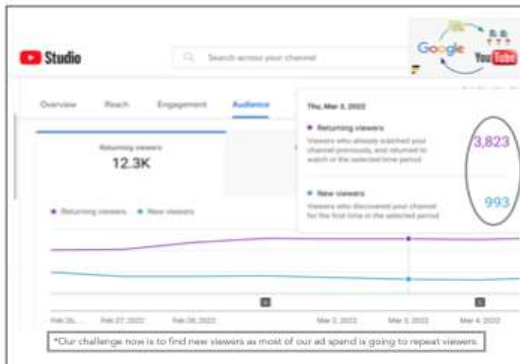 Studio
Search across your channel
Google
YouTube
Overview Reach Engagement Audience
Returning viewers
12.3K
Thu, Mar 3, 2022
Returning viewers
Viewers who already watched your
channel previously, and returned to
watch in the selected time period
3,823
New viewers
Viewers who discovered your channel
for the first time in the selected period
993
Returning viewers New viewers
Feb 26, ... Feb 27, 2022 Feb 28, 2022 Mar 2, 2022 Mar 3, 2022 Mar 4, 2022
*Our challenge now is to find new viewers as most of our ad spend is going to repeat viewers.